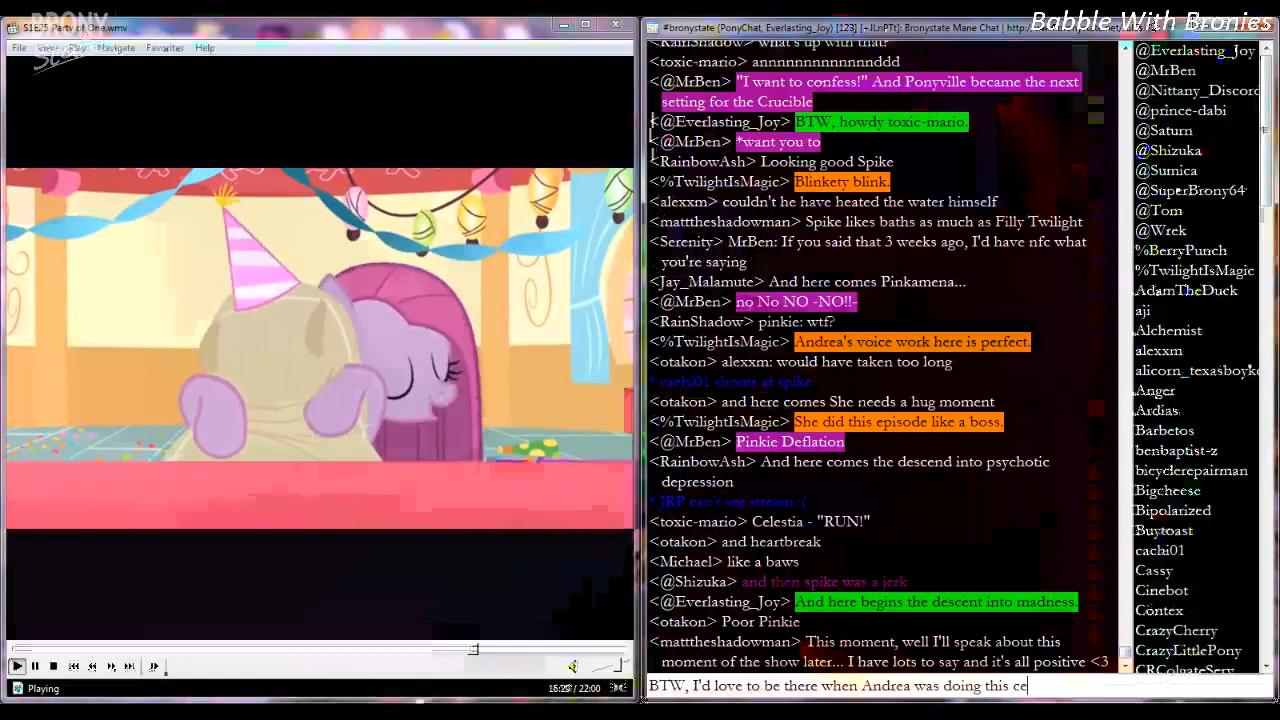 BRONY
S1E25 Party of One.wmv
#bronystate (PonyChat, Everlasting_Joy) [123] [+JLnPTt]: Bronystate Mane Chat | http://
Babble With Bronies
File View Play Navigate Favorites Help
<RainShadow> what's up with that?
<toxic-mario> annnnnnnnnnnnnddd
<@MrBen> "I want to confess!" And Ponyville became the next
setting for the Crucible
<@Everlasting_Joy> BTW, howdy toxic-mario.
<@MrBen> *want you to
<RainbowAsh> Looking good Spike
<%TwilightIsMagic> Blinkety blink.
<alexxm> couldn't he have heated the water himself
<matttheshadowman> Spike likes baths as much as Filly Twilight
<Serenity> MrBen: If you said that 3 weeks ago, I'd have nfc what
you're saying
<Jay_Malamute> And here comes Pinkamena...
<@MrBen> no No NO -NO!!-
<RainShadow> pinkie: wtf?
<%TwilightIsMagic> Andrea's voice work here is perfect.
<otakon> alexxm: would have taken too long
* cachi01 shouts at spike
<otakon> and here comes She needs a hug moment
<%TwilightIsMagic> She did this episode like a boss.
<@MrBen> Pinkie Deflation
<RainbowAsh> And here comes the descend into psychotic
depression
* JRP can't see stream :(
<toxic-mario> Celestia - "RUN!"
<otakon> and heartbreak
<Michael> like a baws
<@Shizuka> and then spike was a jerk
<@Everlasting_Joy> And here begins the descent into madness.
<otakon> Poor Pinkie
<matttheshadowman> This moment, well I'll speak about this
moment of the show later... I have lots to say and it's all positive <3
BTW, I'd love to be there when Andrea was doing this ce
@Everlasting_Joy
@MrBen
@Nittany_Discord
@prince-dabi
@Saturn
@Shizuka
@Sumica
@SuperBrony64
@Tom
@Wrek
%BerryPunch
%TwilightIsMagic
AdamTheDuck
aji
Alchemist
alexxm
alicorn_texasboyko
Anger
Ardias
Barbetos
benbaptist-z
bicyclerepairman
Bigcheese
Bipolarized
Buytoast
cachi01
Cassy
Cinebot
Contex
CrazyCherry
CrazyLittlePony
CRColgateServ
Playing
16:29 / 22:00